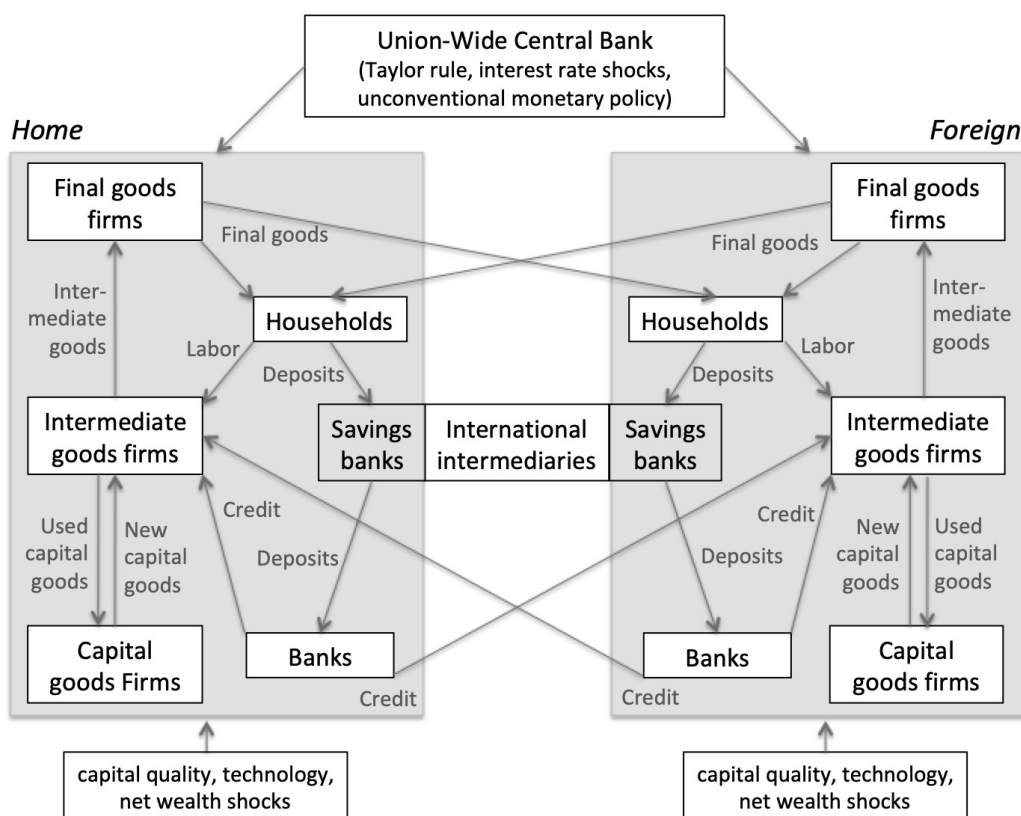 Union-Wide Central Bank
(Taylor rule, interest rate shocks,
unconventional monetary policy)
Home
Foreign
Final goods
firms
Final goods
firms
Final goods
Final goods
Inter-
mediate
goods
Inter-
mediate
goods
Households
Households
Labor
Labor
Deposits
Deposits
Intermediate
goods firms
Savings
banks
International
intermediaries
Savings
banks
Intermediate
goods firms
Used
capital
goods
New
capital
goods
Credit
Deposits
Credit
Deposits
New
capital
goods
Used
capital
goods
Capital
goods Firms
Banks
Banks
Capital
goods firms
Credit
Credit
capital quality, technology,
net wealth shocks
capital quality, technology,
net wealth shocks